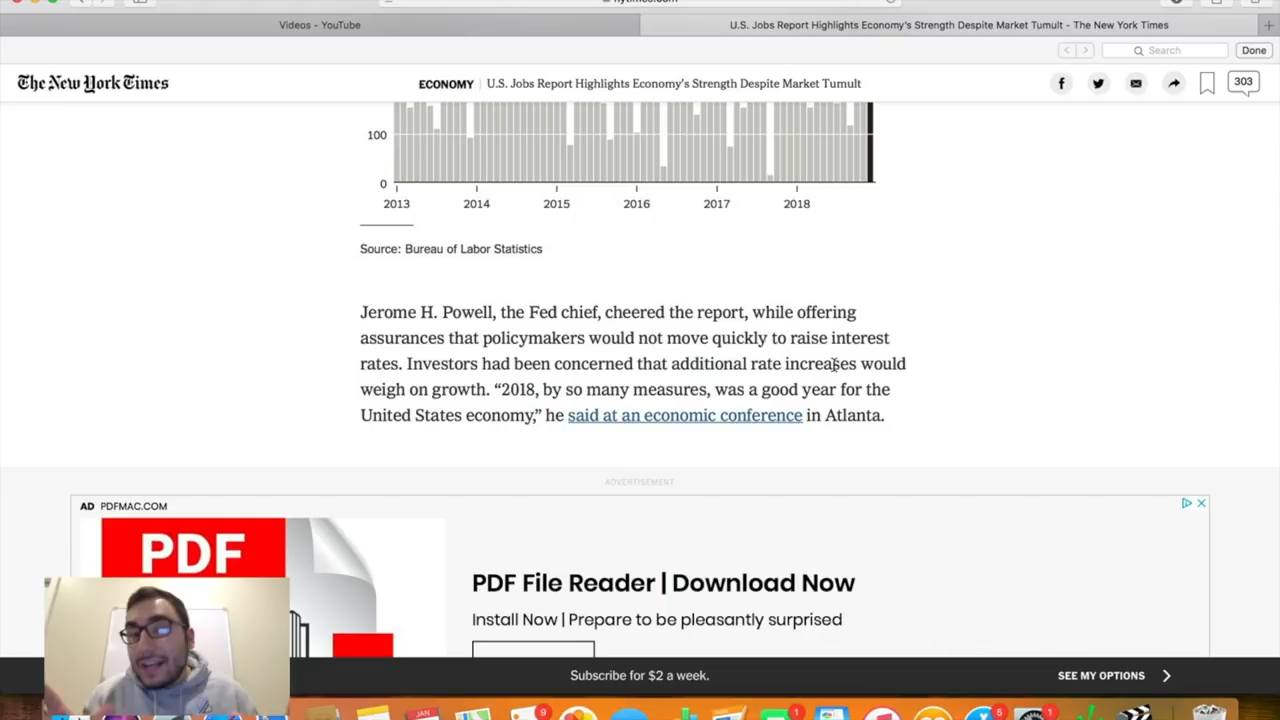 Videos - YouTube
U.S. Jobs Report Highlights Economy's Strength Despite Market Tumult - The New York Times
Search
Done
The New York Times
ECONOMY | U.S. Jobs Report Highlights Economy's Strength Despite Market Tumult
303
100
0
2013 2014 2015 2016 2017 2018
Source: Bureau of Labor Statistics
Jerome H. Powell, the Fed chief, cheered the report, while offering
assurances that policymakers would not move quickly to raise interest
rates. Investors had been concerned that additional rate increases would
weigh on growth. “2018, by so many measures, was a good year for the
United States economy,” he said at an economic conference in Atlanta.
ADVERTISEMENT
AD PDFMAC.COM
PDF
PDF File Reader | Download Now
Install Now | Prepare to be pleasantly surprised
Subscribe for $2 a week.
SEE MY OPTIONS
JAN
9
1
5
1